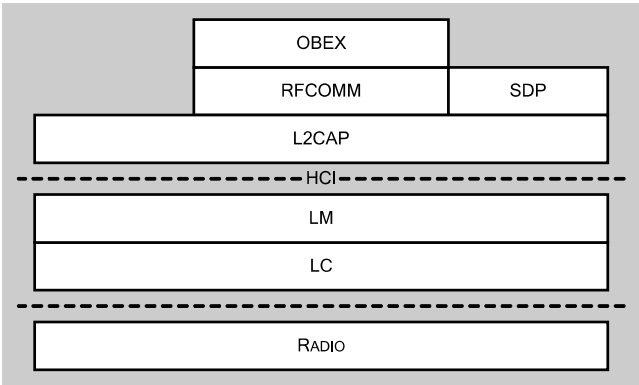 OBEX
RFCOMM SDP
L2CAP
HCI
LM
LC
RADIO